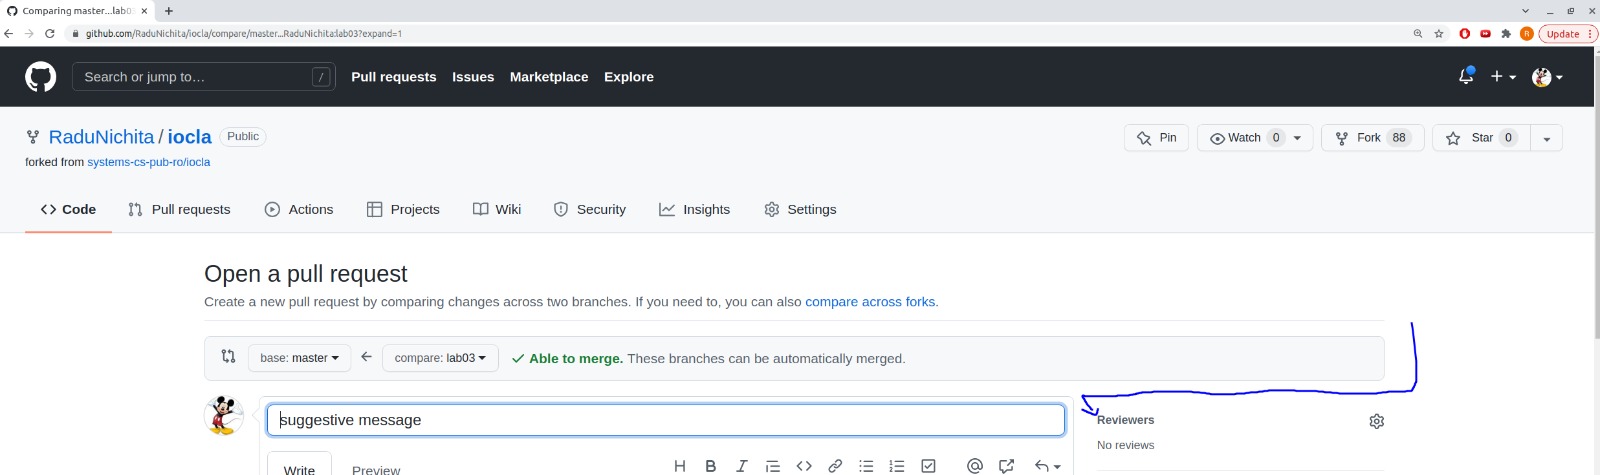 Comparing master...lab03
github.com/RaduNichita/iocla/compare/master...RaduNichita:lab03?expand=1
R
Update
Search or jump to…
/
Pull requests
Issues
Marketplace
Explore
RaduNichita / iocla
Public
Pin
Watch 0
Fork 88
Star 0
forked from systems-cs-pub-ro/iocla
Code
Pull requests
Actions
Projects
Wiki
Security
Insights
Settings
Open a pull request
Create a new pull request by comparing changes across two branches. If you need to, you can also compare across forks.
base: master
compare: lab03
Able to merge. These branches can be automatically merged.
suggestive message
Reviewers
No reviews
Write
Preview